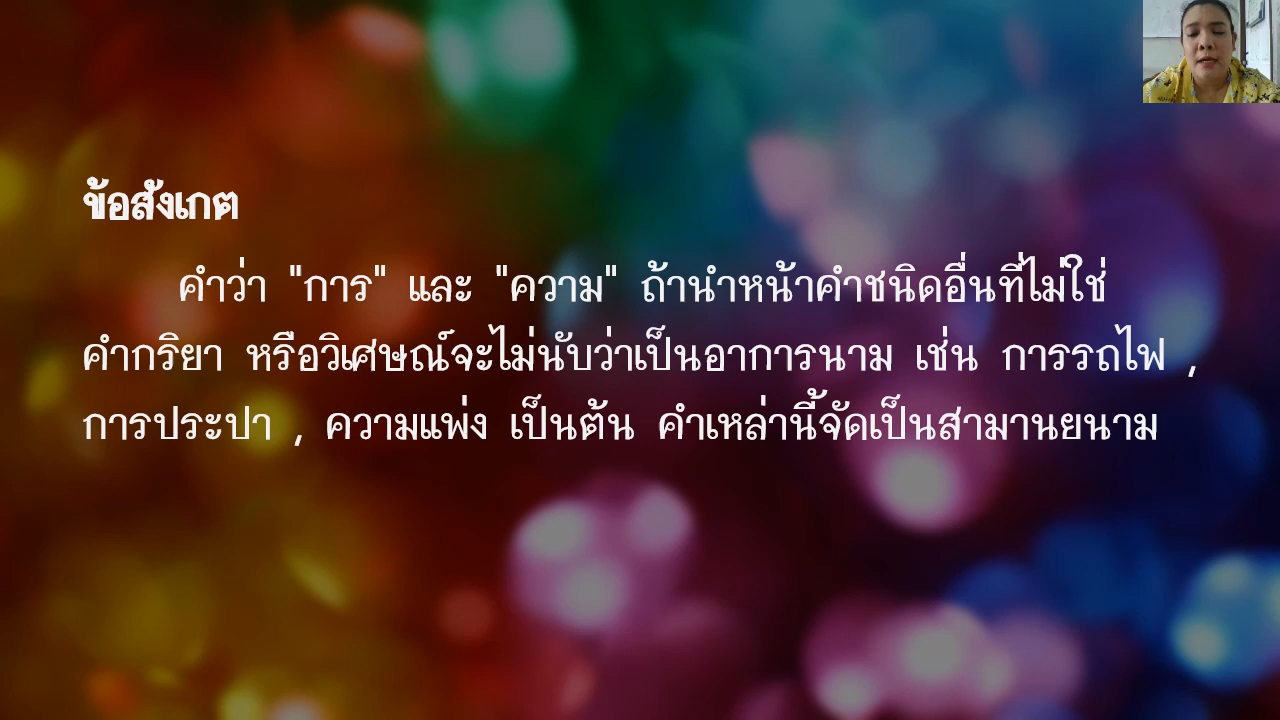 ข้อสังเกต
คำว่า "การ" และ "ความ" ถ้านำหน้าคำชนิดอื่นที่ไม่ใช่
คำกริยา หรือวิเศษณ์จะไม่นับว่าเป็นอาการนาม เช่น การรถไฟ ,
การประปา , ความแพ่ง เป็นต้น คำเหล่านี้จัดเป็นสามานยนาม